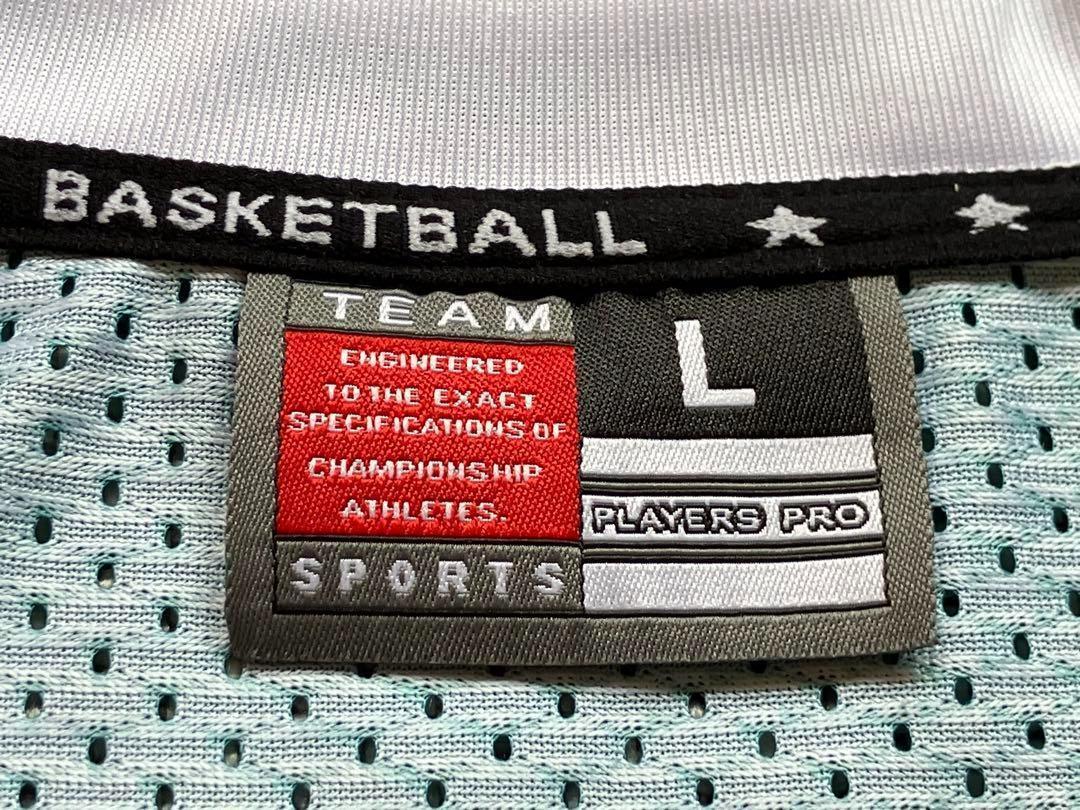 BASKETBALL
TEAM
ENGINEERED
TO THE EXACT
SPECIFICATIONS OF
CHAMPIONSHIP
ATHLETES.
SPORTS
L
PLAYERS PRO